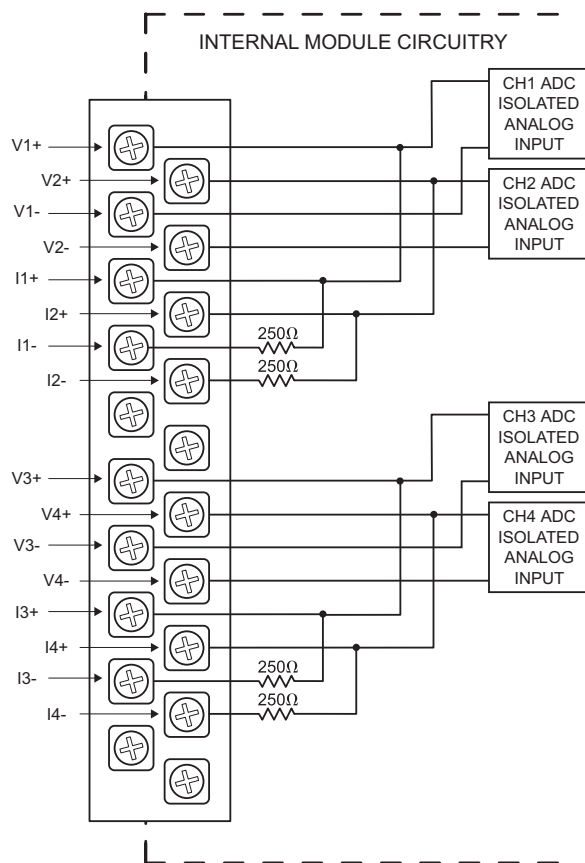 INTERNAL MODULE CIRCUITRY
CH1 ADC
ISOLATED
ANALOG
INPUT
V1+
V2+
CH2 ADC
ISOLATED
ANALOG
INPUT
V1-
V2-
I1+
I2+
I1-
250Ω
I2-
250Ω
CH3 ADC
ISOLATED
ANALOG
INPUT
V3+
V4+
CH4 ADC
ISOLATED
ANALOG
INPUT
V3-
V4-
I3+
I4+
I3-
250Ω
I4-
250Ω